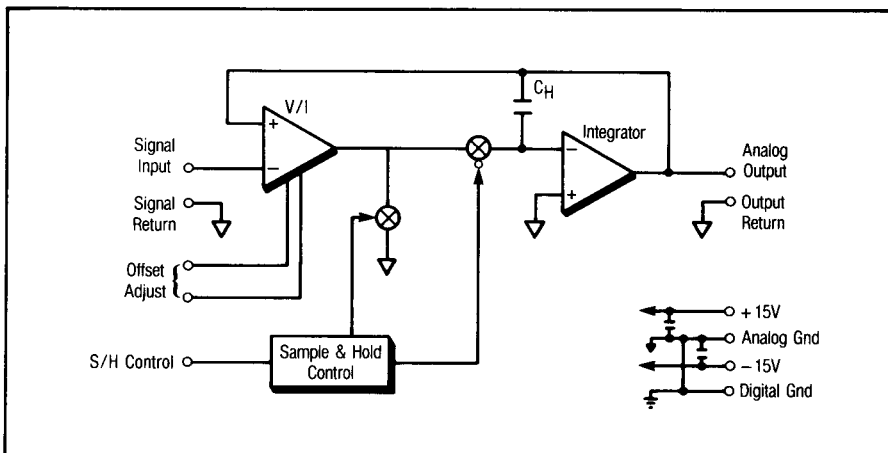 C_H
V/I
+
−
Signal
Input
Signal
Return
Offset
Adjust
S/H Control
Sample & Hold
Control
Integrator
−
+
Analog
Output
Output
Return
+ 15V
Analog Gnd
− 15V
Digital Gnd